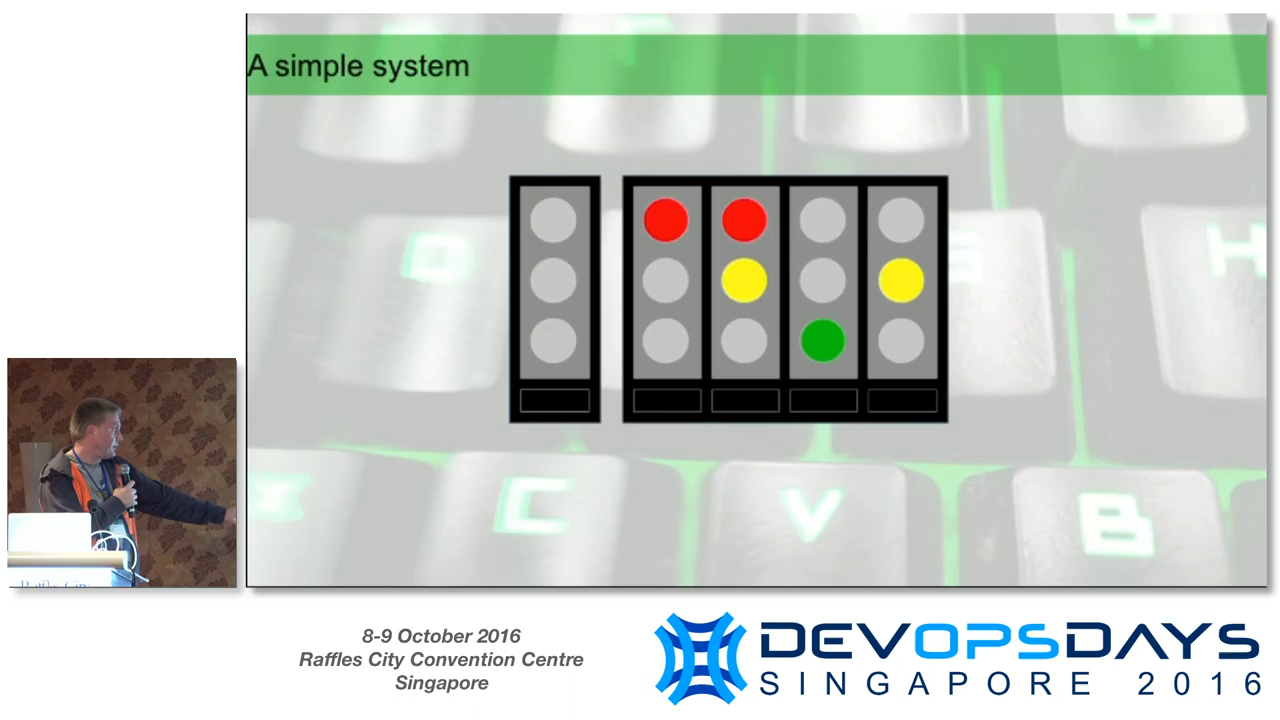 A simple system
C
V
B
H
8-9 October 2016
Raffles City Convention Centre
Singapore
DEVOPSDAYS
SINGAPORE 2016